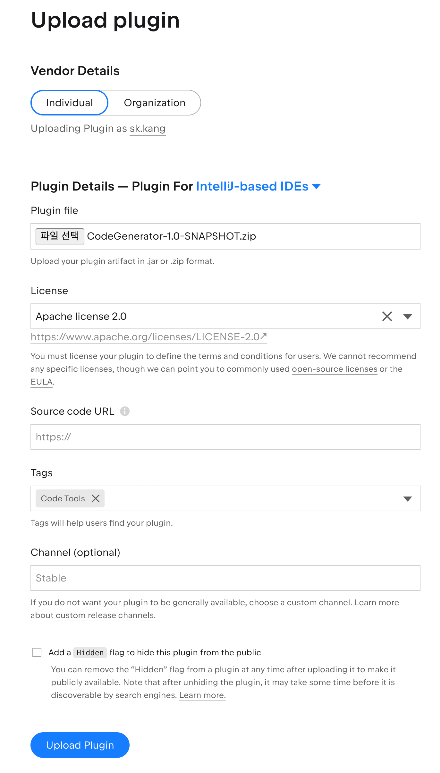 Upload plugin
Vendor Details
Individual
Organization
Uploading Plugin as sk.kang
Plugin Details — Plugin For IntelliJ-based IDEs
Plugin file
파일 선택 CodeGenerator-1.0-SNAPSHOT.zip
Upload your plugin artifact in .jar or .zip format.
License
Apache license 2.0
https://www.apache.org/licenses/LICENSE-2.0↗
You must license your plugin to define the terms and conditions for users. We cannot recommend
any specific licenses, though we can point you to commonly used open-source licenses or the
EULA.
Source code URL
https://
Tags
Code Tools
Tags will help users find your plugin.
Channel (optional)
Stable
If you do not want your plugin to be generally available, choose a custom channel. Learn more
about custom release channels.
Add a Hidden flag to hide this plugin from the public
You can remove the "Hidden" flag from a plugin at any time after uploading it to make it
publicly available. Note that after unhiding the plugin, it may take some time before it is
discoverable by search engines. Learn more.
Upload Plugin